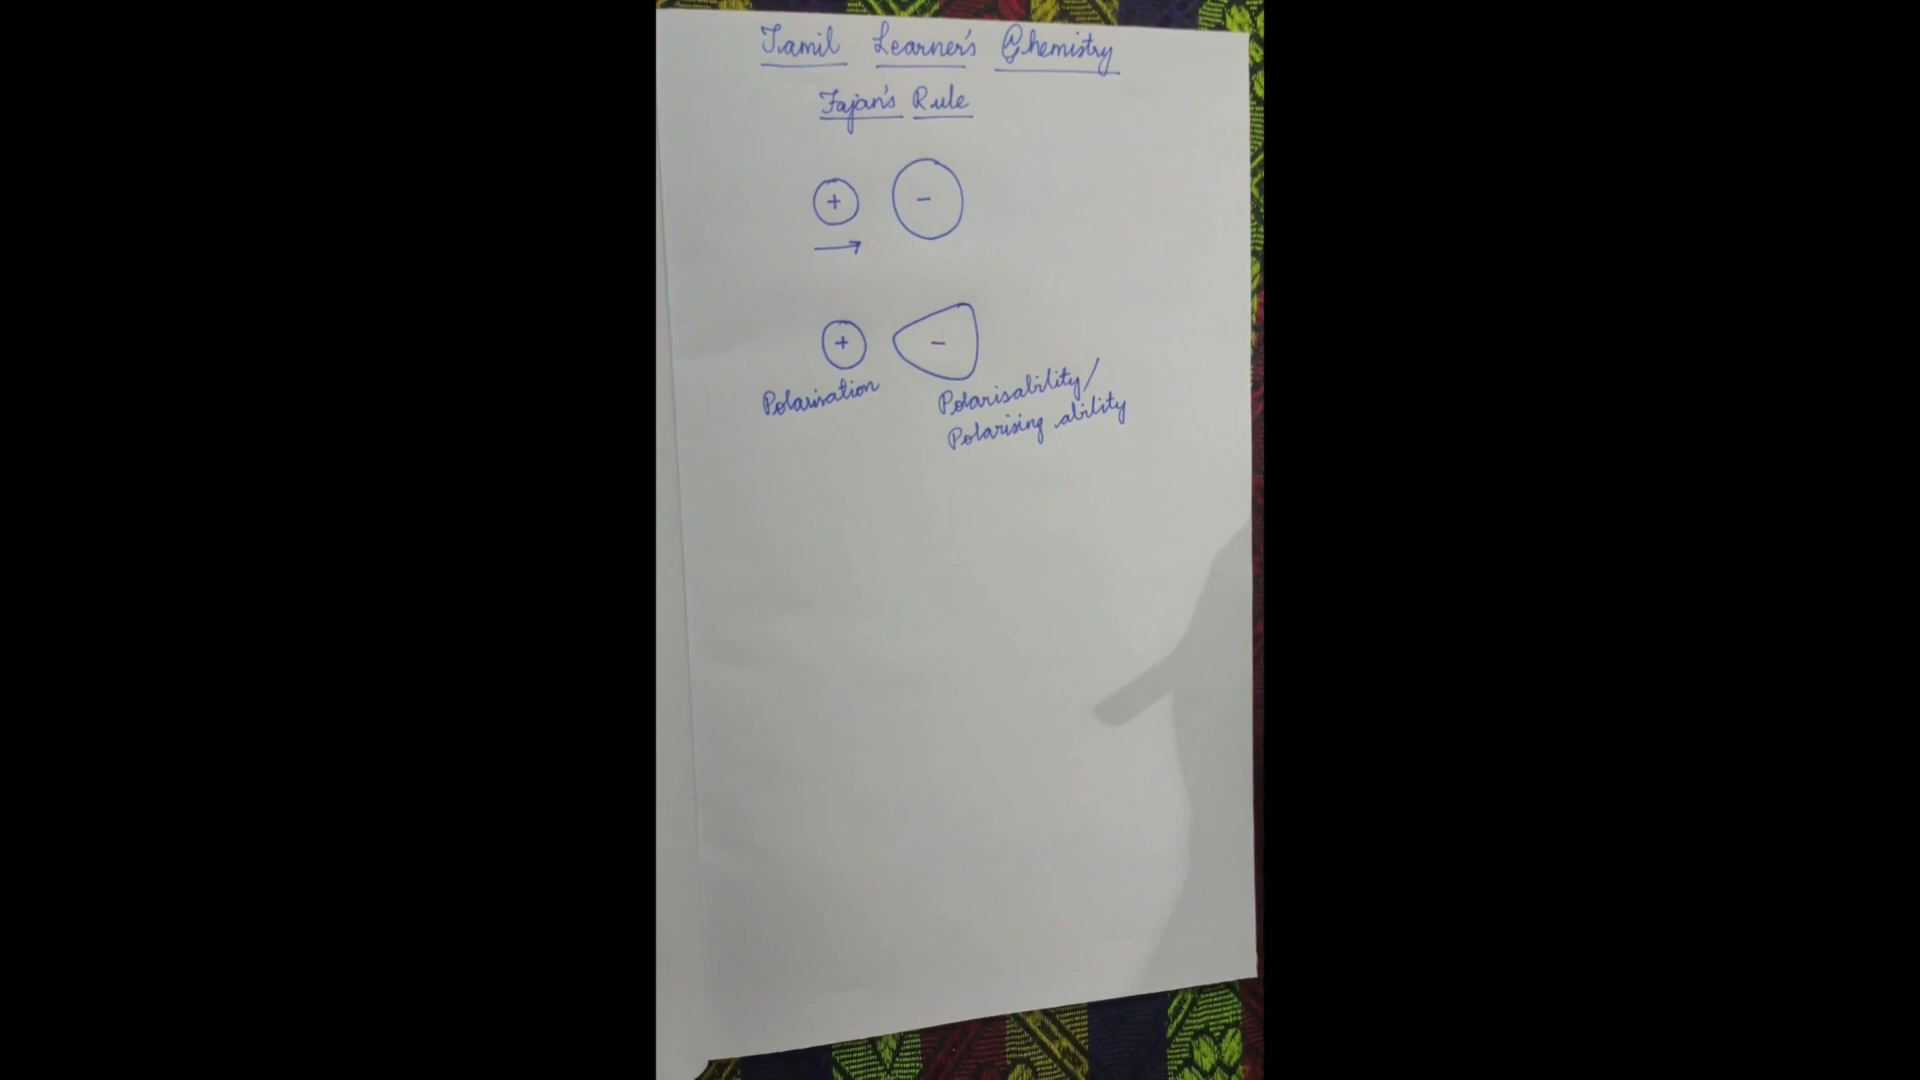 Tamil Learner's Chemistry
Fajan's Rule
+ -
+ -
Polarisation
Polarisability/
Polarising ability